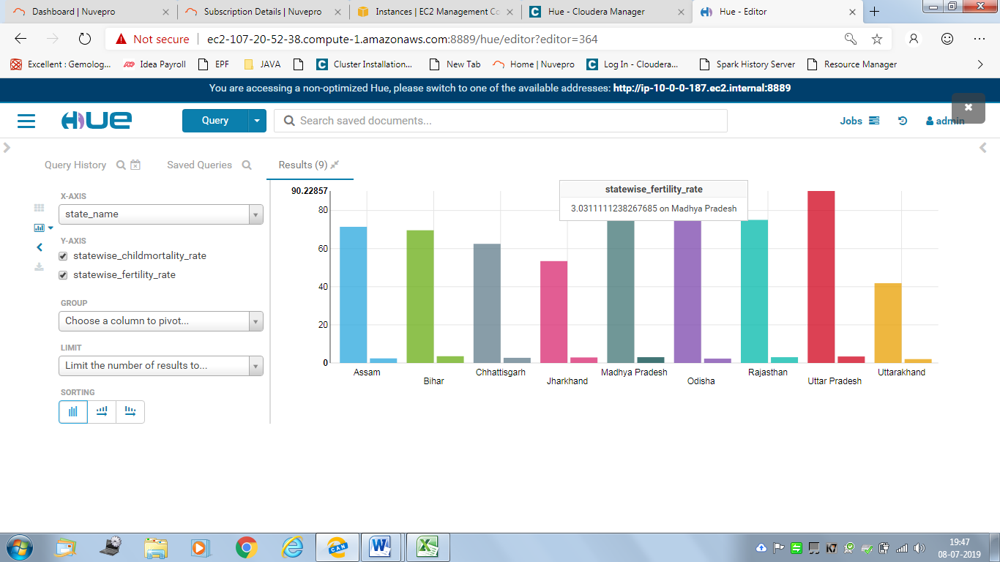 Dashboard | Nuvepro
Subscription Details | Nuvepro
Instances | EC2 Management Co
Hue - Cloudera Manager
Hue - Editor
Not secure
ec2-107-20-52-38.compute-1.amazonaws.com:8889/hue/editor?editor=364
Excellent : Gemolog...
Idea Payroll
EPF
JAVA
Cluster Installation...
New Tab
Home | Nuvepro
Log In - Cloudera...
Spark History Server
Resource Manager
You are accessing a non-optimized Hue, please switch to one of the available addresses: http://ip-10-0-0-187.ec2.internal:8889
HUE
Query
Search saved documents...
Jobs
admin
Query History
Saved Queries
Results (9)
X-AXIS
state_name
Y-AXIS
statewise_childmortality_rate
statewise_fertility_rate
GROUP
Choose a column to pivot...
LIMIT
Limit the number of results to...
SORTING
statewise_fertility_rate
3.0311111238267685 on Madhya Pradesh
90.22857
80
60
40
20
0
Assam
Bihar
Chhattisgarh
Jharkhand
Madhya Pradesh
Odisha
Rajasthan
Uttar Pradesh
Uttarakhand
CAN
19:47
08-07-2019